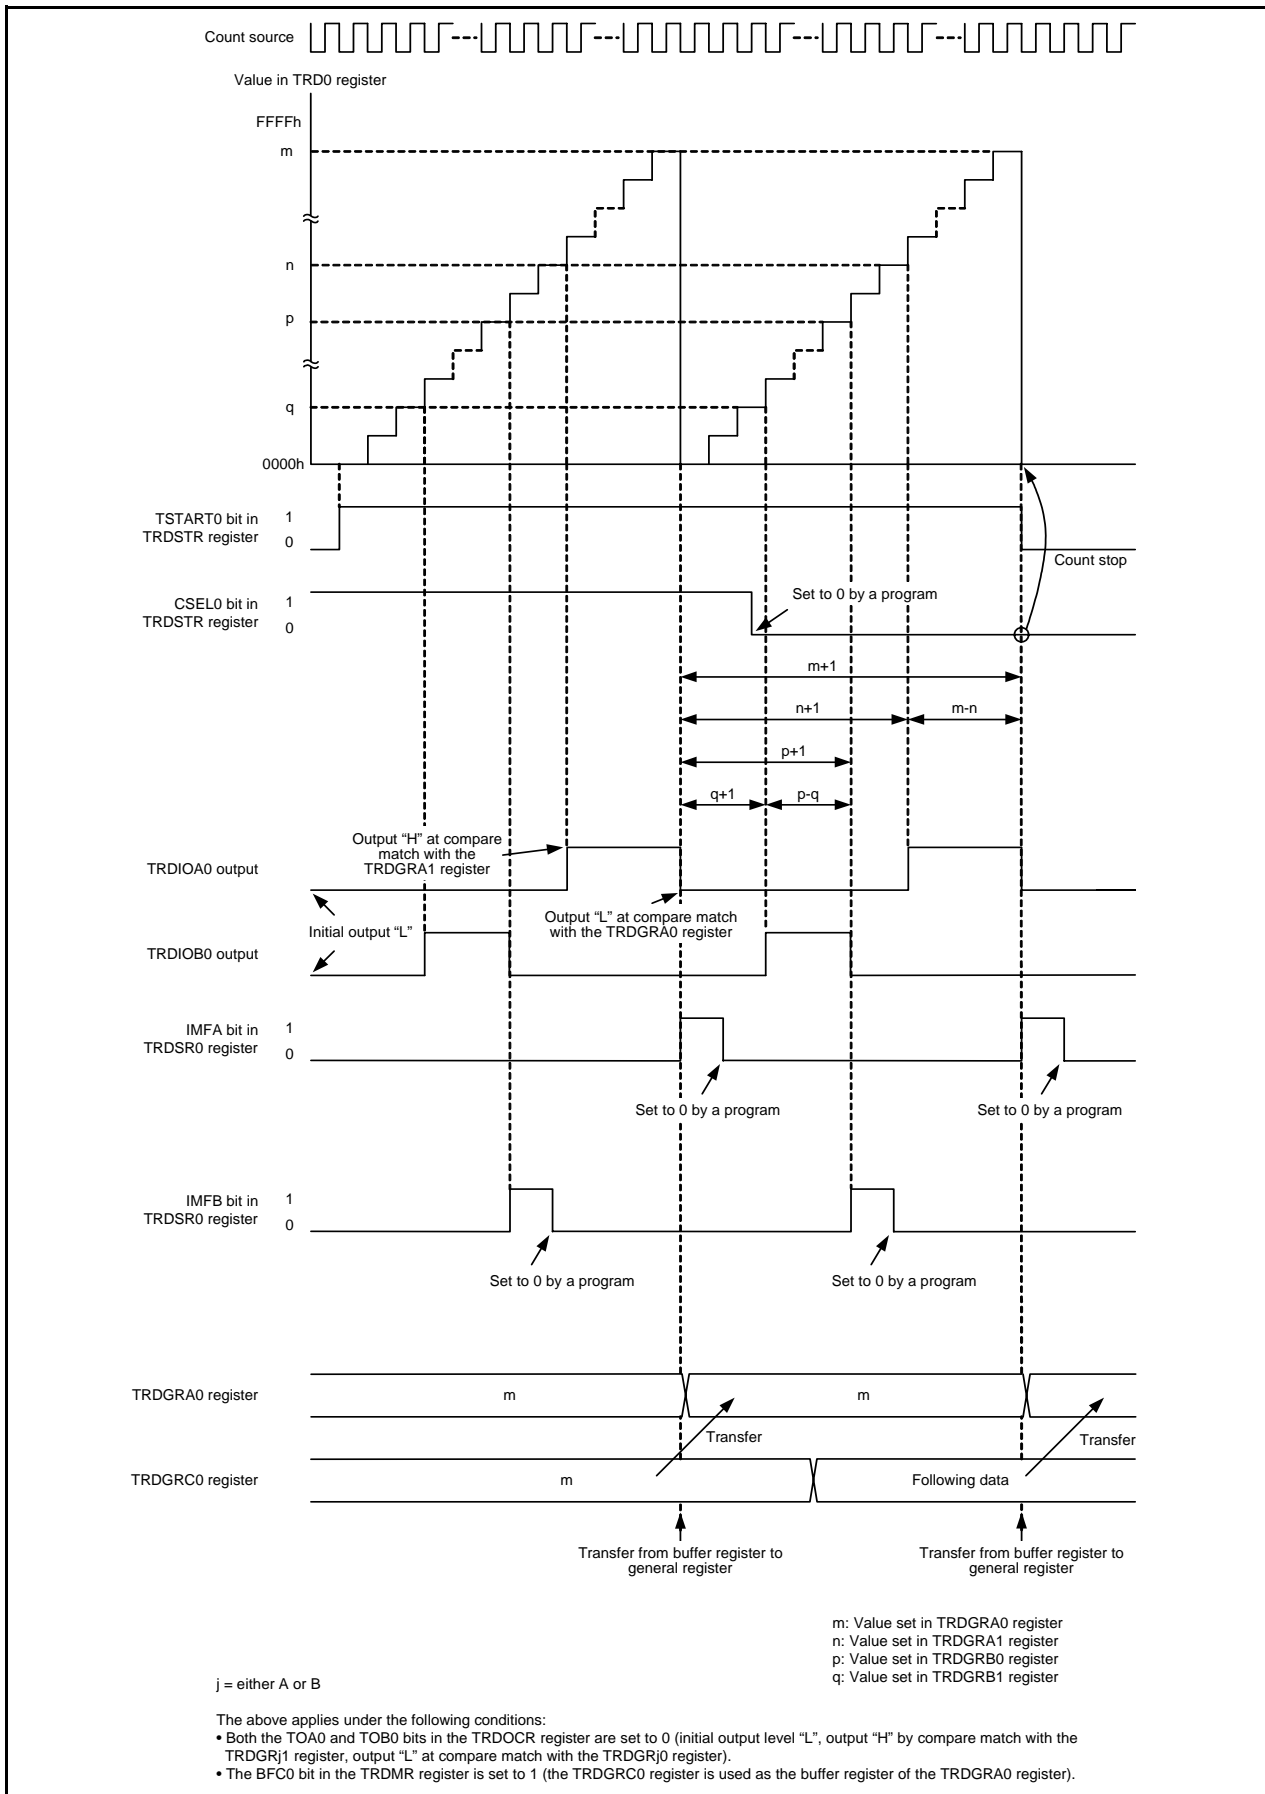 Count source
Value in TRD0 register
FFFFh
m
n
p
q
0000h
TSTART0 bit in
TRDSTR register
1
0
Count stop
CSEL0 bit in
TRDSTR register
1
0
Set to 0 by a program
m+1
n+1
m-n
p+1
q+1
p-q
Output “H” at compare
match with the
TRDGRA1 register
TRDIOA0 output
Output “L” at compare match
with the TRDGRA0 register
Initial output “L”
TRDIOB0 output
IMFA bit in
TRDSR0 register
1
0
Set to 0 by a program
Set to 0 by a program
IMFB bit in
TRDSR0 register
1
0
Set to 0 by a program
Set to 0 by a program
TRDGRA0 register
m
m
Transfer
Transfer
TRDGRC0 register
m
Following data
Transfer from buffer register to
general register
Transfer from buffer register to
general register
m: Value set in TRDGRA0 register
n: Value set in TRDGRA1 register
p: Value set in TRDGRB0 register
q: Value set in TRDGRB1 register
j = either A or B
The above applies under the following conditions:
• Both the TOA0 and TOB0 bits in the TRDOCR register are set to 0 (initial output level “L”, output “H” by compare match with the
TRDGRj1 register, output “L” at compare match with the TRDGRj0 register).
• The BFC0 bit in the TRDMR register is set to 1 (the TRDGRC0 register is used as the buffer register of the TRDGRA0 register).